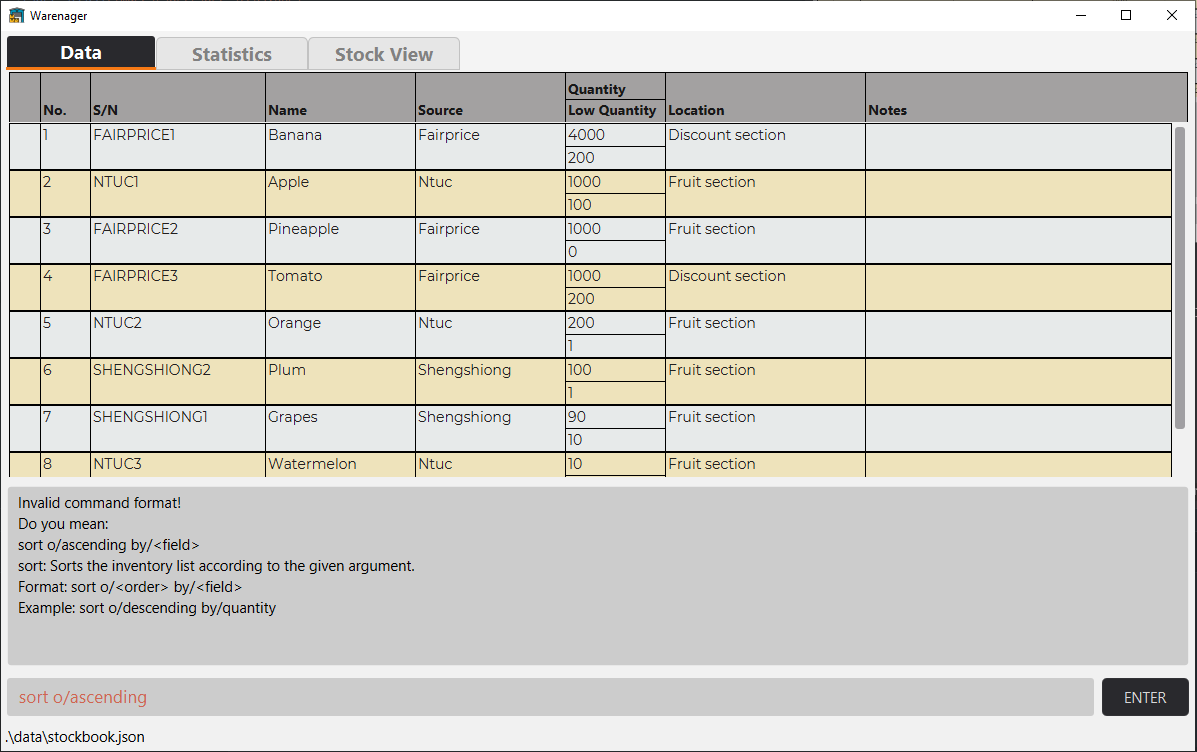 Warenager
Data Statistics Stock View
Quantity
No. S/N Name Source Low Quantity Location Notes
1 FAIRPRICE1 Banana Fairprice 4000 Discount section
200
2 NTUC1 Apple Ntuc 1000 Fruit section
100
3 FAIRPRICE2 Pineapple Fairprice 1000 Fruit section
0
4 FAIRPRICE3 Tomato Fairprice 1000 Discount section
200
5 NTUC2 Orange Ntuc 200 Fruit section
1
6 SHENGSHIONG2 Plum Shengshiong 100 Fruit section
1
7 SHENGSHIONG1 Grapes Shengshiong 90 Fruit section
10
8 NTUC3 Watermelon Ntuc 10 Fruit section
Invalid command format!
Do you mean:
sort o/ascending by/<field>
sort: Sorts the inventory list according to the given argument.
Format: sort o/<order> by/<field>
Example: sort o/descending by/quantity
sort o/ascending
ENTER
.\data\stockbook.json